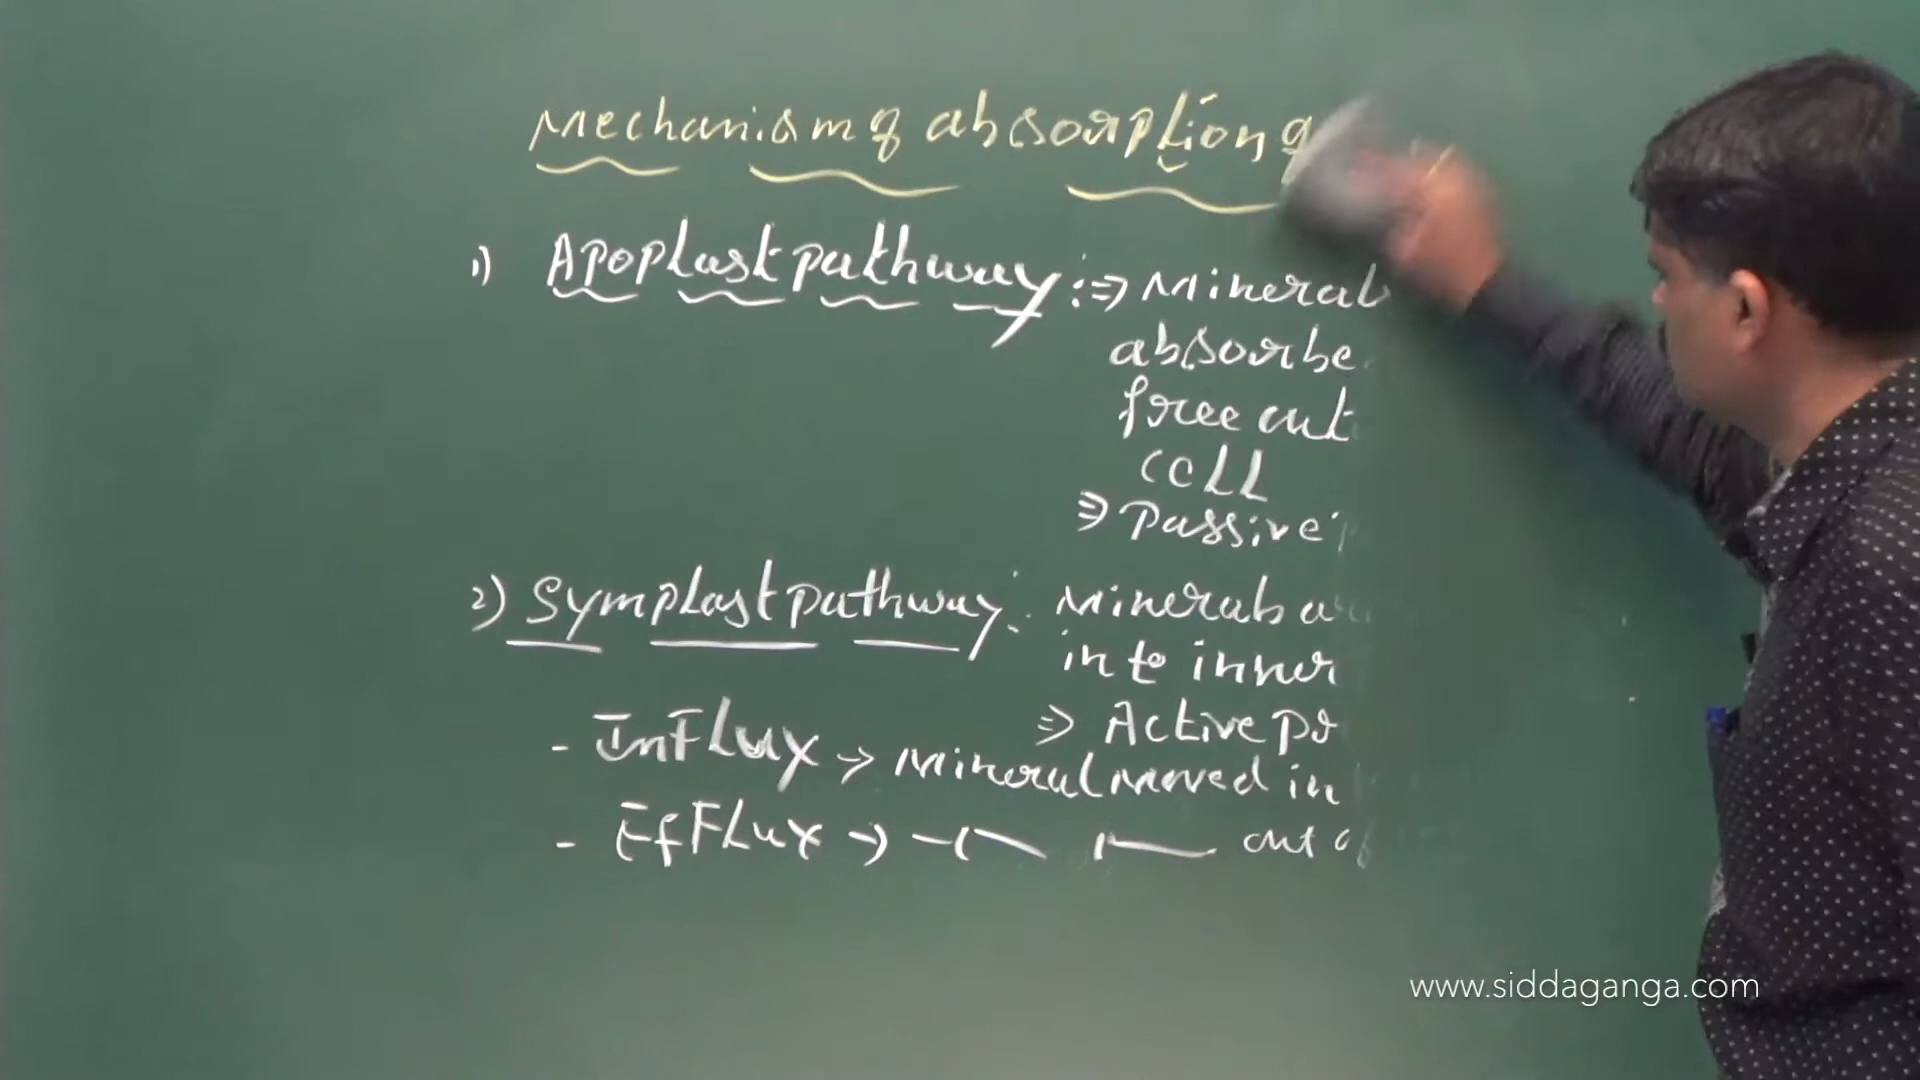 Mechanism of absorption
1) Apoplast pathway :⇒ Minerals
absorbe
free out
cell
⇒ Passive
2) Symplast pathway : Minerals
in to inner
⇒ Active
- InFlux → Mineral moved in
- EfFlux → out
www.siddaganga.com